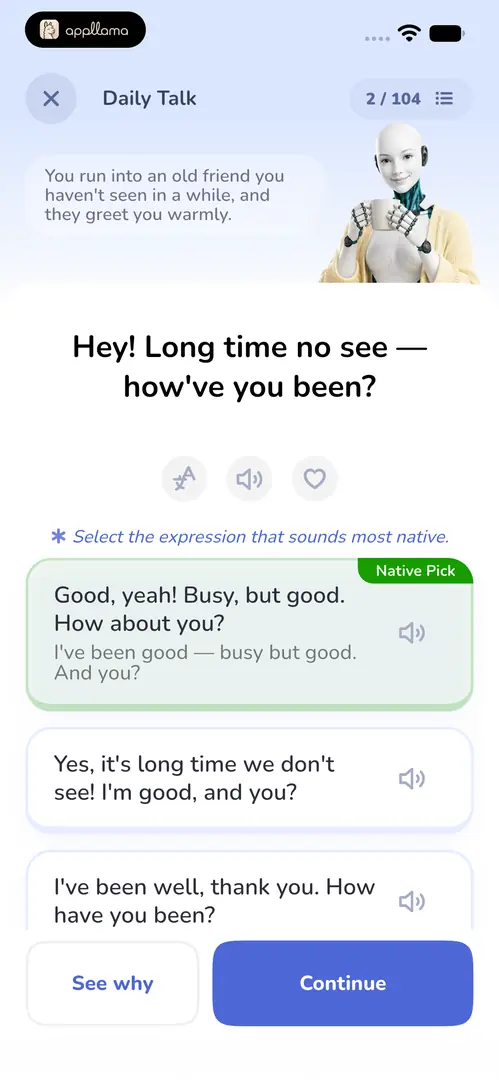 appllama
Daily Talk
2 / 104
You run into an old friend you
haven't seen in a while, and
they greet you warmly.
Hey! Long time no see —
how've you been?
* Select the expression that sounds most native.
Native Pick
Good, yeah! Busy, but good.
How about you?
I've been good — busy but good.
And you?
Yes, it's long time we don't
see! I'm good, and you?
I've been well, thank you. How
have you been?
See why
Continue